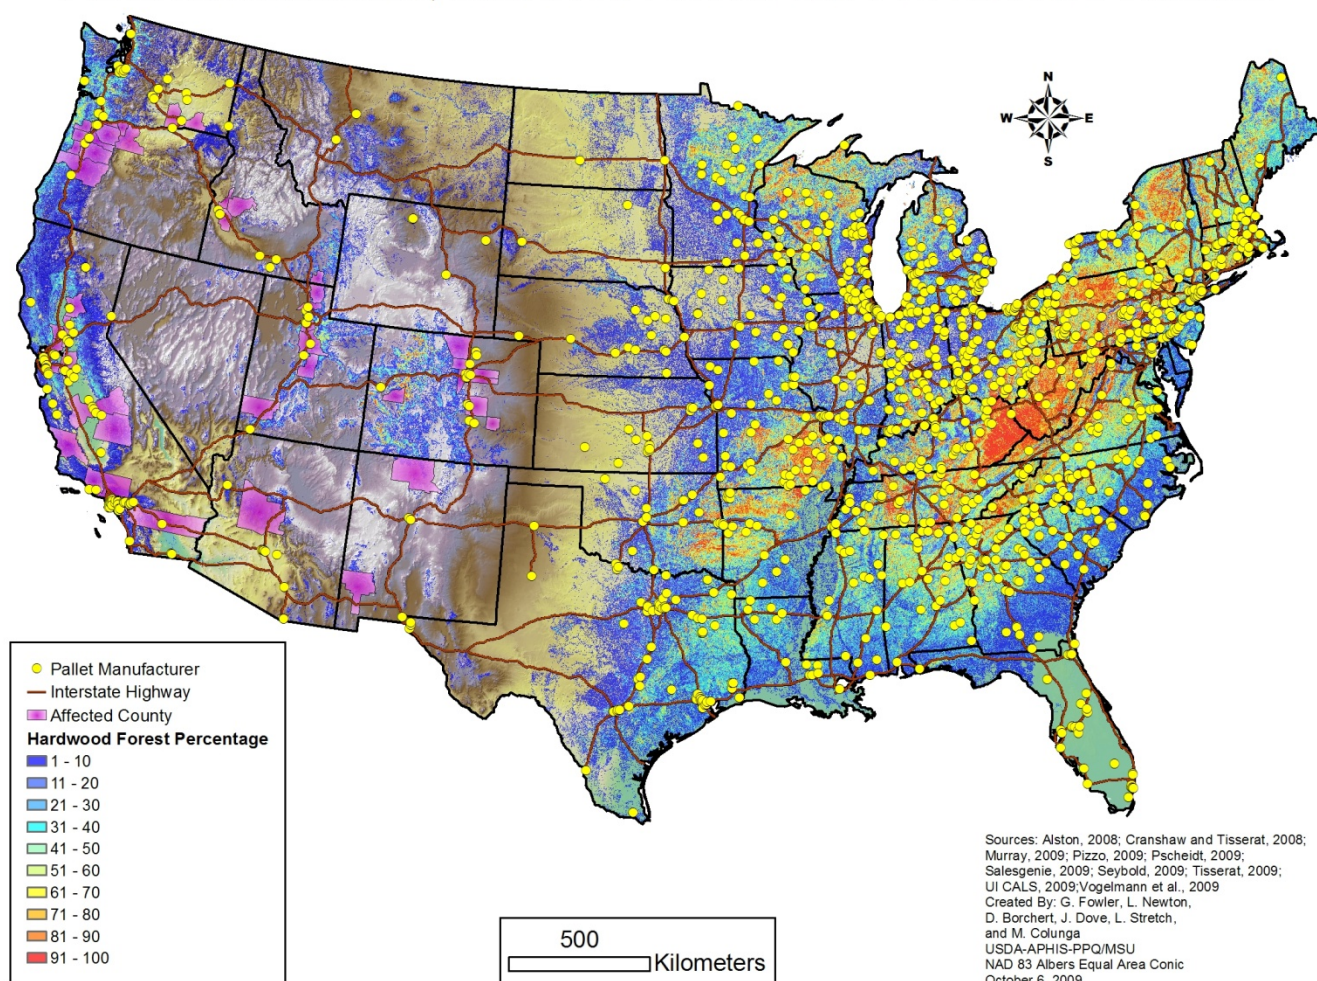 N
W E
S
Pallet Manufacturer
Interstate Highway
Affected County
Hardwood Forest Percentage
1 - 10
11 - 20
21 - 30
31 - 40
41 - 50
51 - 60
61 - 70
71 - 80
81 - 90
91 - 100
500
Kilometers
Sources: Alston, 2008; Cranshaw and Tisserat, 2008;
Murray, 2009; Pizzo, 2009; Pscheidt, 2009;
Salesgenie, 2009; Seybold, 2009; Tisserat, 2009;
UI CALS, 2009;Vogelmann et al., 2009
Created By: G. Fowler, L. Newton,
D. Borchert, J. Dove, L. Stretch,
and M. Colunga
USDA-APHIS-PPQ/MSU
NAD 83 Albers Equal Area Conic
October 6, 2009